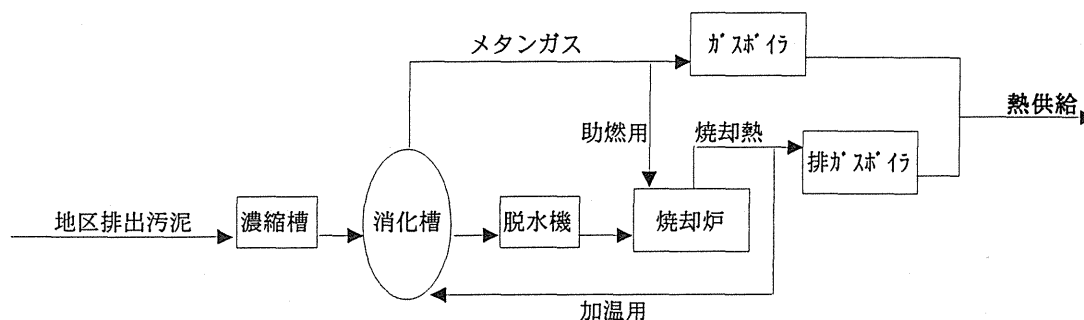 メタンガス
ガスボイラ
熱供給
助燃用
焼却熱
排ガスボイラ
地区排出汚泥
濃縮槽
消化槽
脱水機
焼却炉
加温用